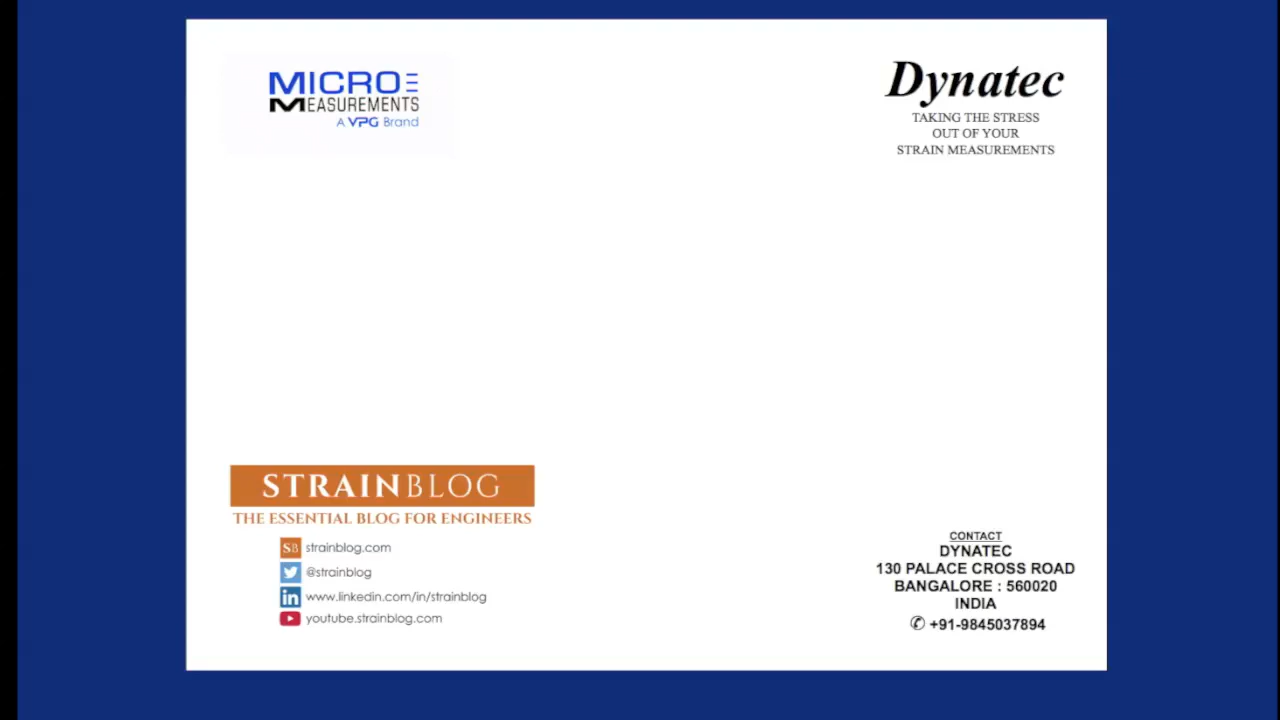 MICRO
MEASUREMENTS
A VPG Brand
Dynatec
TAKING THE STRESS
OUT OF YOUR
STRAIN MEASUREMENTS
STRAINBLOG
THE ESSENTIAL BLOG FOR ENGINEERS
SB strainblog.com
@strainblog
in www.linkedin.com/in/strainblog
youtube.strainblog.com
CONTACT
DYNATEC
130 PALACE CROSS ROAD
BANGALORE : 560020
INDIA
✆ +91-9845037894